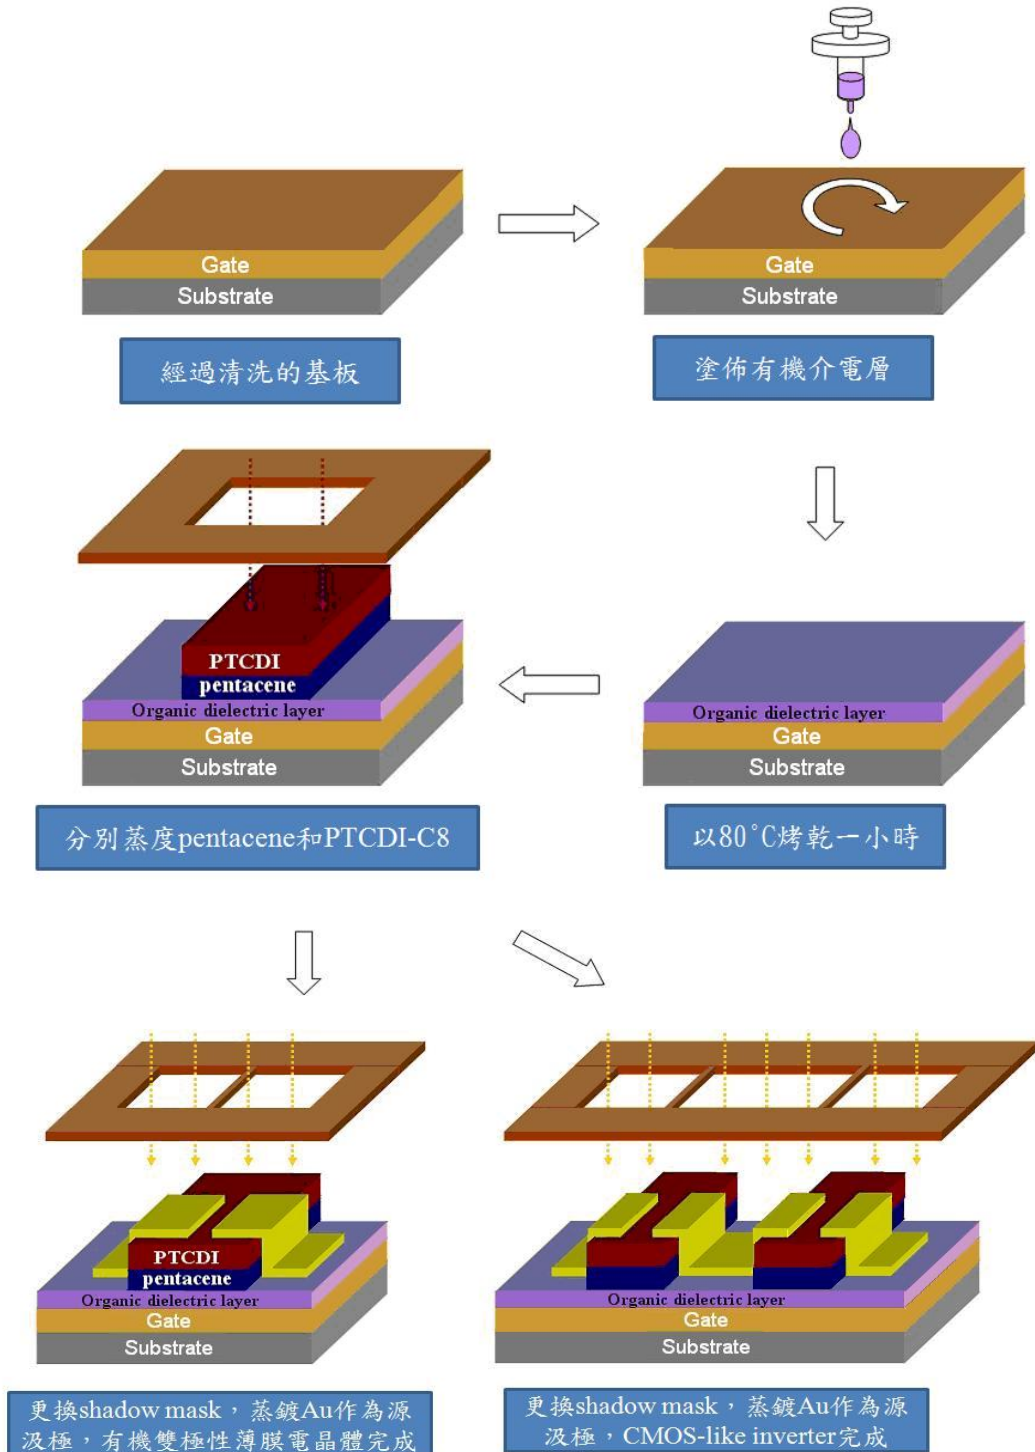 Gate
Substrate
經過清洗的基板
Gate
Substrate
塗佈有機介電層
PTCDI
pentacene
Organic dielectric layer
Gate
Substrate
分別蒸度pentacene和PTCDI-C8
Organic dielectric layer
Gate
Substrate
以80°C烤乾一小時
PTCDI
pentacene
Organic dielectric layer
Gate
Substrate
更換shadow mask，蒸鍍Au作為源
汲極，有機雙極性薄膜電晶體完成
Organic dielectric layer
Gate
Substrate
更換shadow mask，蒸鍍Au作為源
汲極，CMOS-like inverter完成